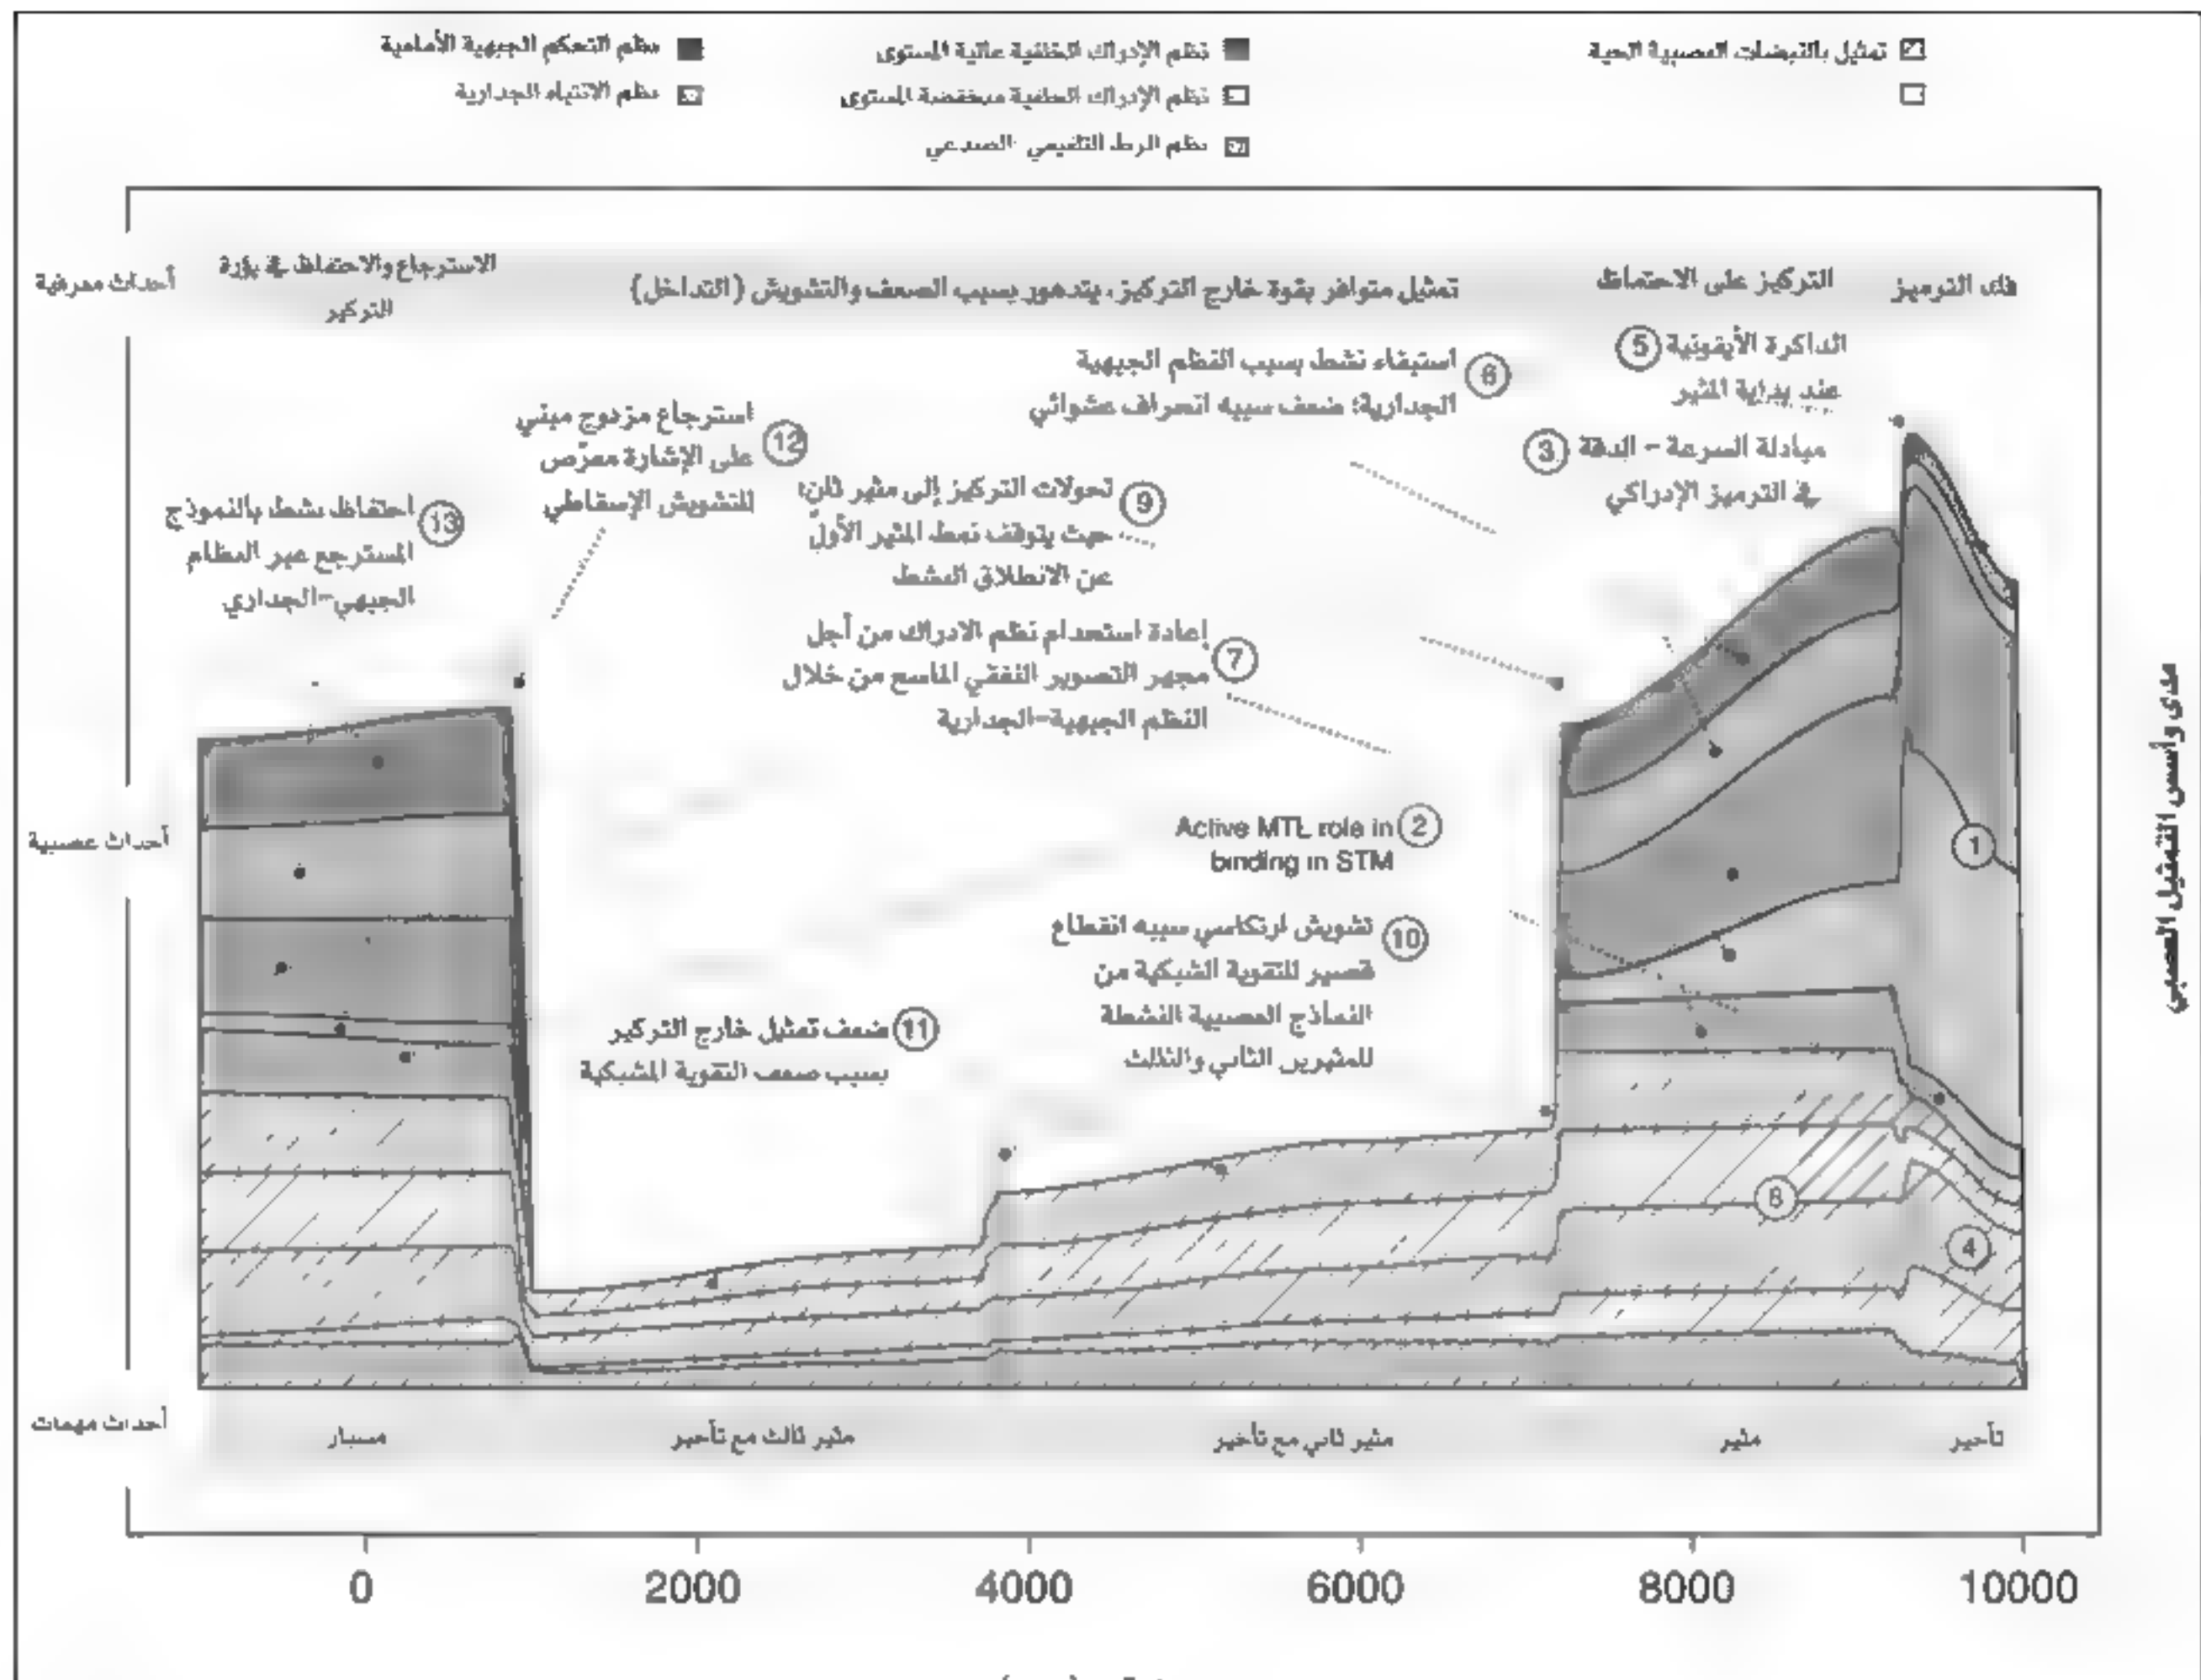 تمثيل بالنبضات العصبية الحية
نظم الإدراك الخلفية عالية المستوى
نظم التحكم الجبهية الأمامية
نظم الإدراك الخلفية منخفضة المستوى
نظم الانتباه الجدارية
نظم الربط التلفيفي -الصدغي
فك الترميز
التركيز على الاحتفاظ
تمثيل متوافر بقوة خارج التركيز، يتدهور بسبب الضعف والتشويش (التداخل)
الاسترجاع والاحتفاظ في بؤرة
التركيز
أحداث معرفية
5 الذاكرة الأيقونية
عند بداية المثير
3 مبادلة السرعة - الدقة
في الترميز الإدراكي
6 استبقاء نشط بسبب النظم الجبهية
الجدارية؛ ضعف سببه انحراف عشوائي
12 استرجاع مزدوج مبني
على الإشارة معرّض
للتشويش الإسقاطي
9 تحولات التركيز إلى مثير ثانٍ؛
حيث يتوقف نمط المثير الأول
عن الانطلاق النشط
13 احتفاظ نشط بالنموذج
المسترجع عبر النظام
الجبهي-الجداري
7 إعادة استخدام نظم الادراك من أجل
مجهر التصوير النفقي الماسح من خلال
النظم الجبهية-الجدارية
2 Active MTL role in
binding in STM
1
10 تشويش ارتكاسي سببه انقطاع
قصير للتقوية الشبكية من
النماذج العصبية النشطة
للمثيرين الثاني والثالث
11 ضعف تمثيل خارج التركيز
بسبب ضعف التقوية المشبكية
8
4
أحداث عصبية
مدى وأسس التمثيل العصبي
أحداث مهمات
تأخير
مثير
مثير ثاني مع تأخير
مثير ثالث مع تأخير
مسبار
0 2000 4000 6000 8000 10000